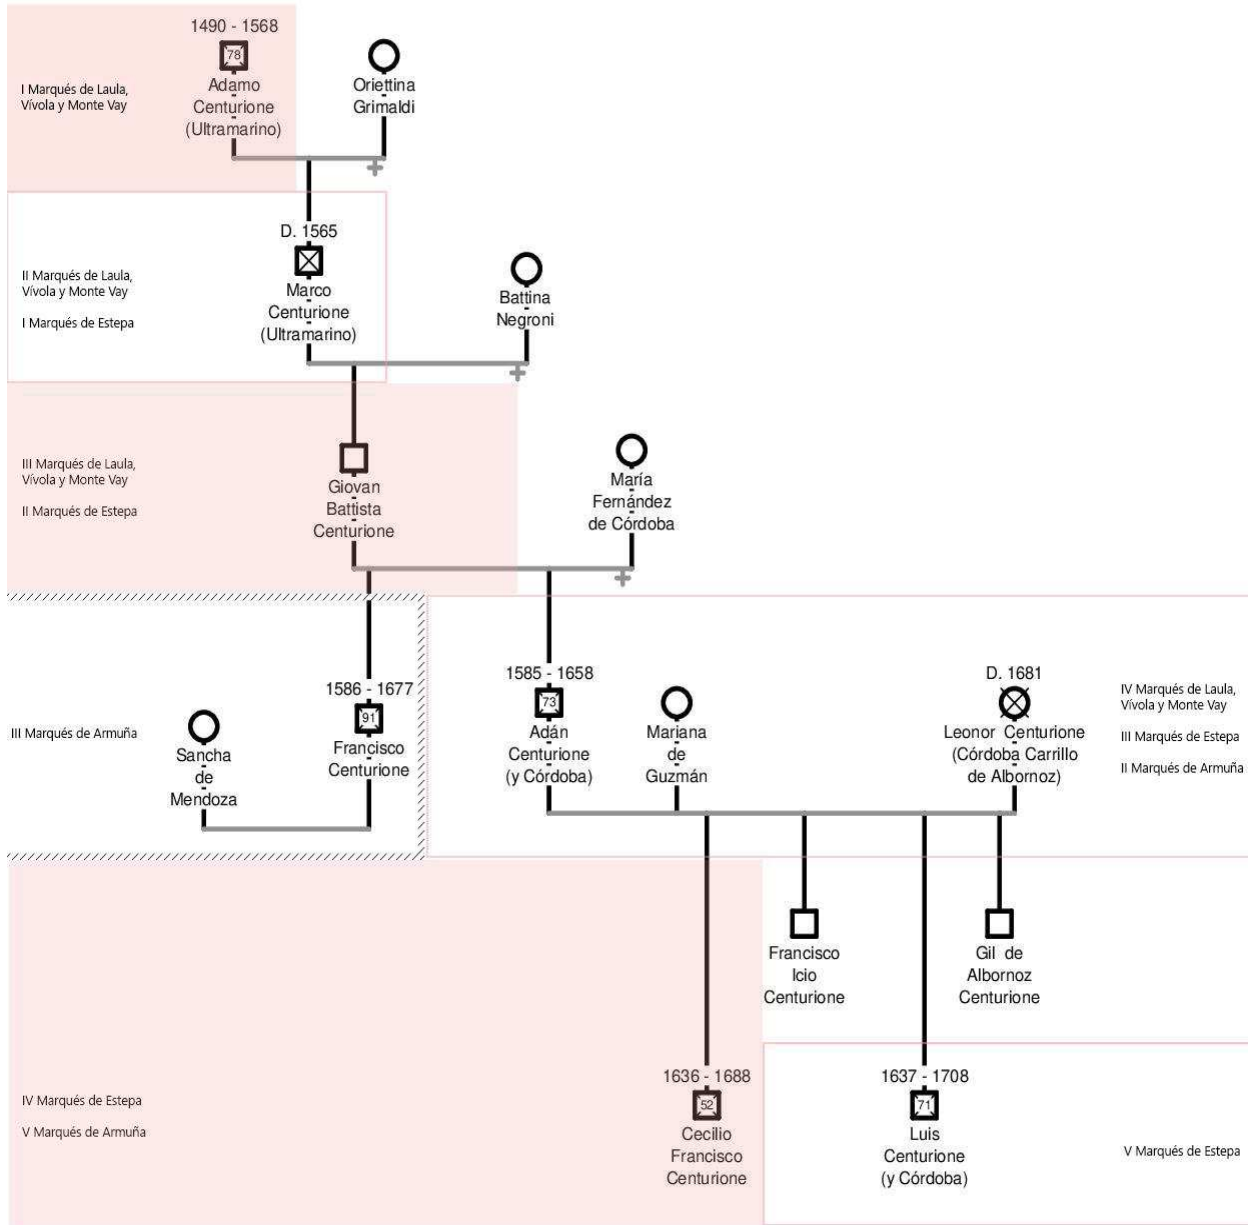 1490 - 1568
78
Adamo
Centurione
(Ultramarino)
Oriettina
Grimaldi
I Marqués de Laula,
Vívola y Monte Vay
D. 1565
Marco
Centurione
(Ultramarino)
Battina
Negroni
II Marqués de Laula,
Vívola y Monte Vay
I Marqués de Estepa
Giovan
Battista
Centurione
María
Fernández
de Córdoba
III Marqués de Laula,
Vívola y Monte Vay
II Marqués de Estepa
III Marqués de Armuña
Sancha
de
Mendoza
1586 - 1677
91
Francisco
Centurione
1585 - 1658
73
Adán
Centurione
(y Córdoba)
Mariana
de
Guzmán
D. 1681
Leonor Centurione
(Córdoba Carrillo
de Albornoz)
IV Marqués de Laula,
Vívola y Monte Vay
III Marqués de Estepa
II Marqués de Armuña
Francisco
Icio
Centurione
Gil de
Albornoz
Centurione
IV Marqués de Estepa
V Marqués de Armuña
1636 - 1688
52
Cecilio
Francisco
Centurione
1637 - 1708
71
Luis
Centurione
(y Córdoba)
V Marqués de Estepa